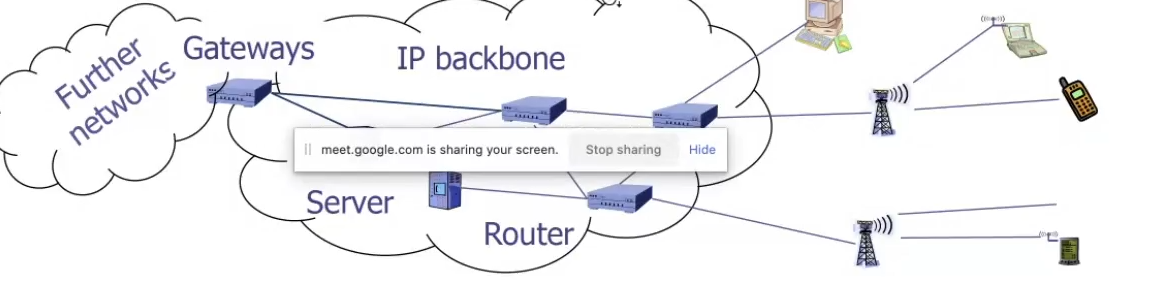 Further
networks
Gateways
IP backbone
meet.google.com is sharing your screen.
Stop sharing
Hide
Server
Router